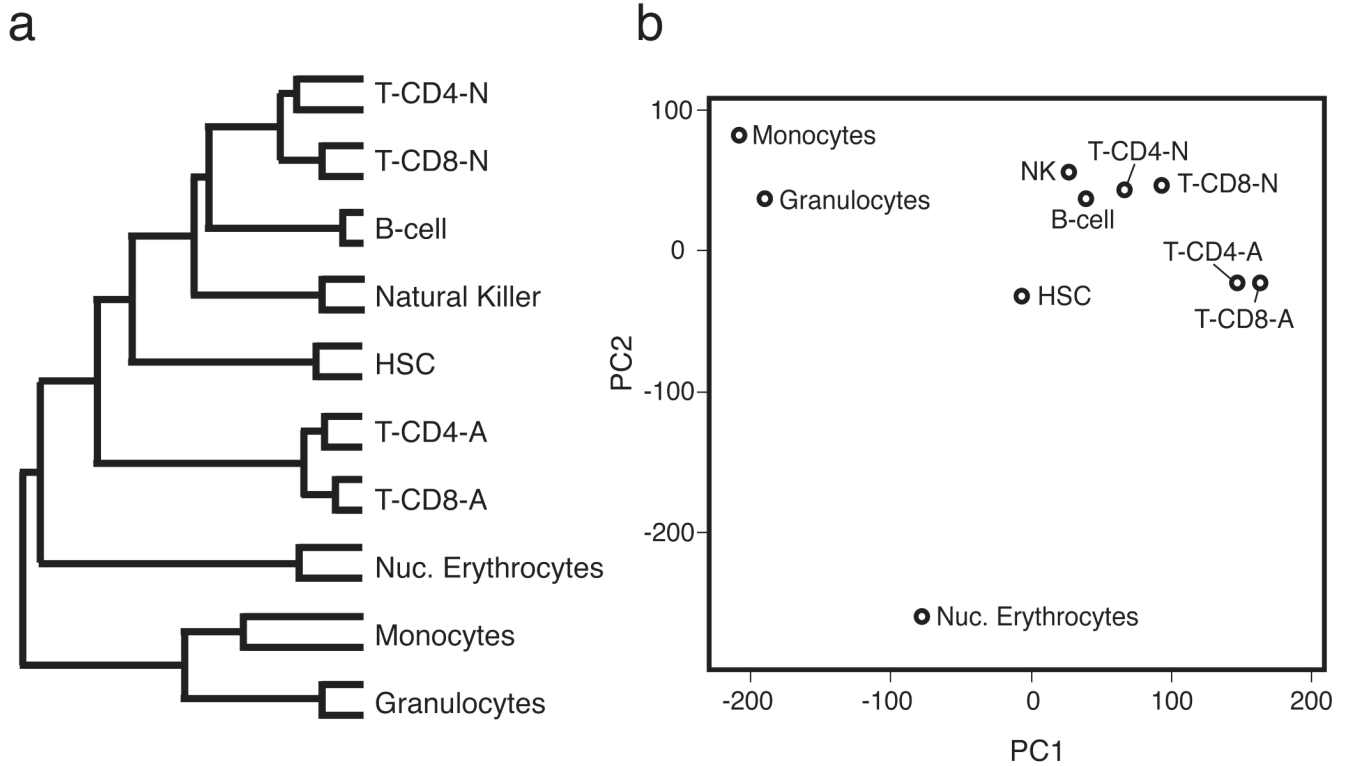 a
T-CD4-N
T-CD8-N
B-cell
Natural Killer
HSC
T-CD4-A
T-CD8-A
Nuc. Erythrocytes
Monocytes
Granulocytes
b
100
0
-100
-200
PC2
Monocytes
Granulocytes
NK
T-CD4-N
T-CD8-N
B-cell
T-CD4-A
HSC
T-CD8-A
Nuc. Erythrocytes
-200
-100
0
100
200
PC1